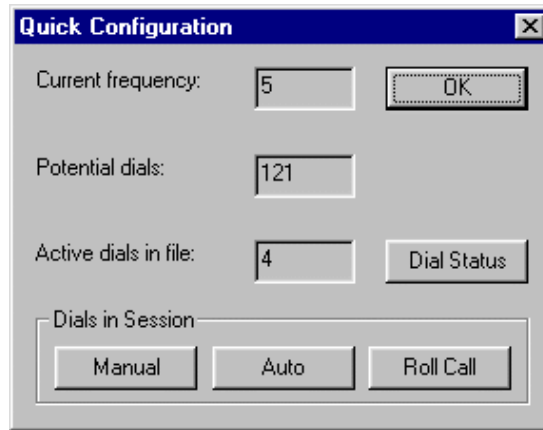 Quick Configuration
Current frequency: 5 OK
Potential dials: 121
Active dials in file: 4 Dial Status
Dials in Session
Manual Auto Roll Call